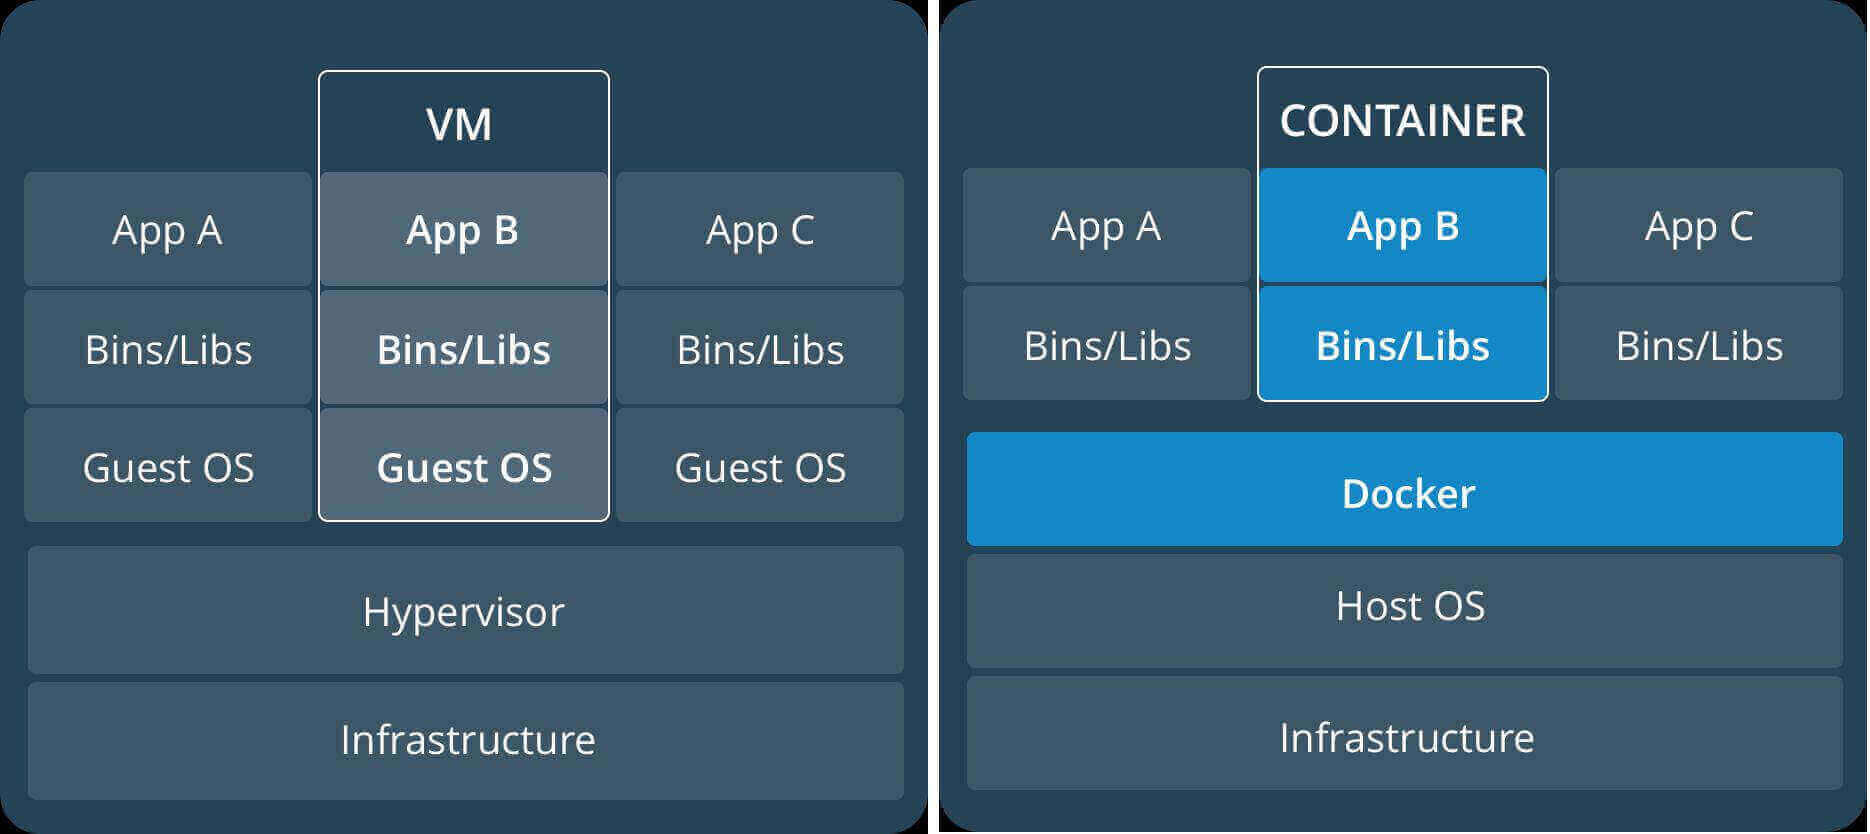 VM
App A
App B
App C
Bins/Libs
Bins/Libs
Bins/Libs
Guest OS
Guest OS
Guest OS
Hypervisor
Infrastructure
CONTAINER
App A
App B
App C
Bins/Libs
Bins/Libs
Bins/Libs
Docker
Host OS
Infrastructure